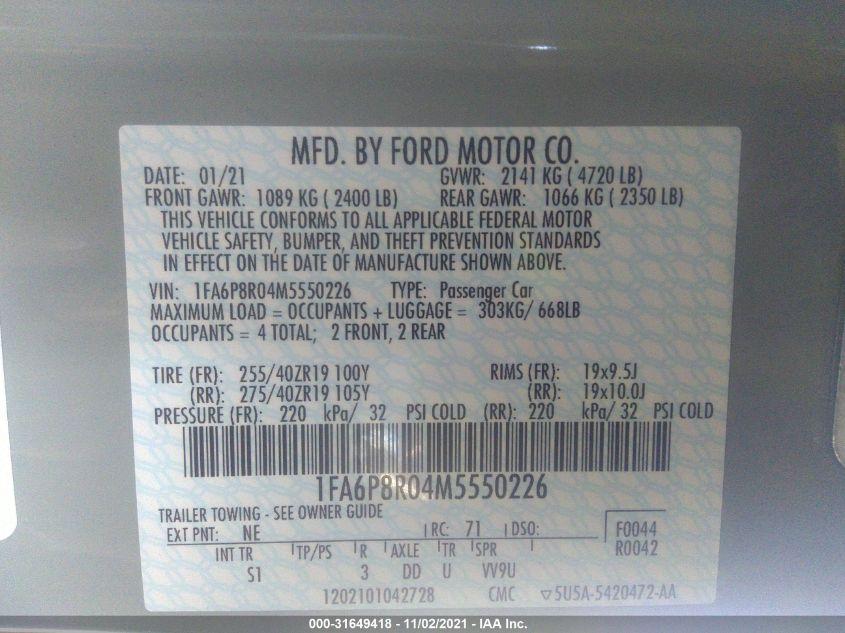 MFD. BY FORD MOTOR CO.
DATE: 01/21 GVWR: 2141 KG ( 4720 LB)
FRONT GAWR: 1089 KG ( 2400 LB) REAR GAWR: 1066 KG ( 2350 LB)
THIS VEHICLE CONFORMS TO ALL APPLICABLE FEDERAL MOTOR
VEHICLE SAFETY, BUMPER, AND THEFT PREVENTION STANDARDS
IN EFFECT ON THE DATE OF MANUFACTURE SHOWN ABOVE.
VIN: 1FA6P8R04M5550226 TYPE: Passenger Car
MAXIMUM LOAD = OCCUPANTS + LUGGAGE = 303KG/ 668LB
OCCUPANTS = 4 TOTAL; 2 FRONT, 2 REAR
TIRE (FR): 255/40ZR19 100Y RIMS (FR): 19x9.5J
(RR): 275/40ZR19 105Y (RR): 19x10.0J
PRESSURE (FR): 220 kPa/ 32 PSI COLD (RR): 220 kPa/ 32 PSI COLD
1FA6P8R04M5550226
TRAILER TOWING - SEE OWNER GUIDE
EXT PNT: NE RC: 71 DSO: F0044
INT TR TP/PS R AXLE TR SPR R0042
S1 3 DD U VV9U
1202101042728 CMC ▽5U5A-5420472-AA
000-31649418 - 11/02/2021 - IAA Inc.